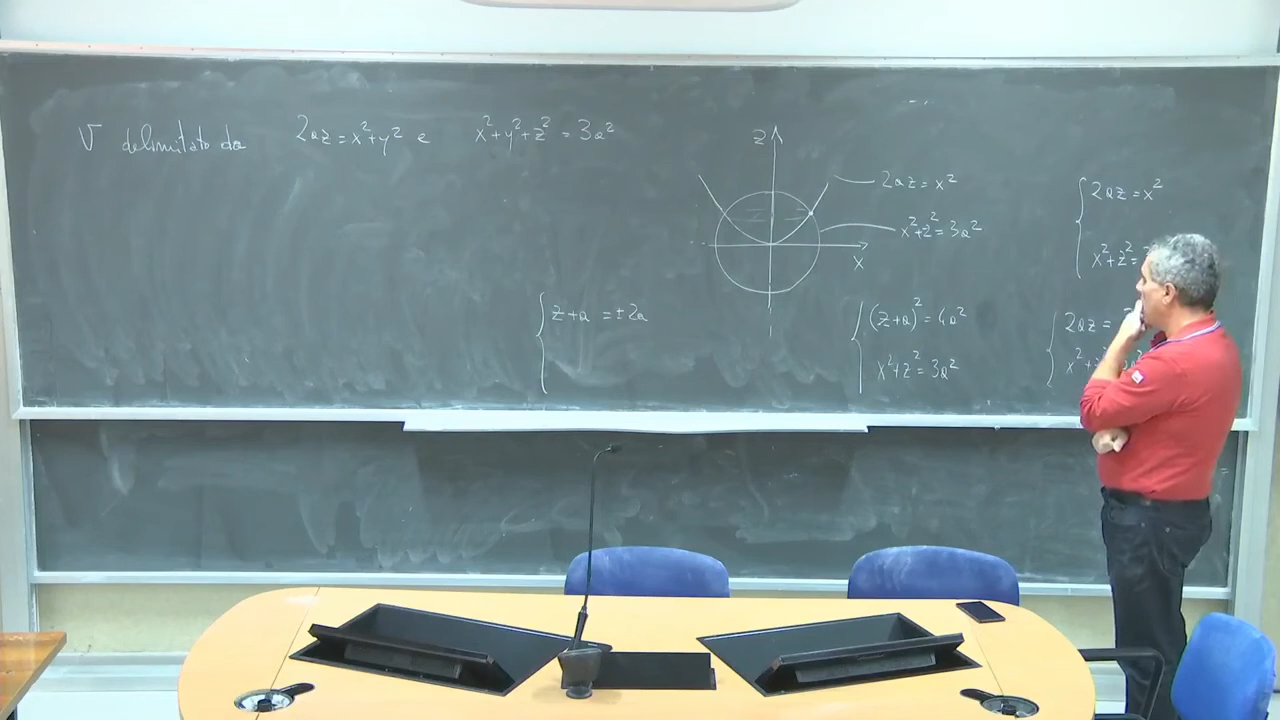 V delimitato da 2az = x²+y² e x²+y²+z² = 3a²
z
2az = x²
x²+z² = 3a²
x
2az = x²
x²+z² =
z+a = ±2a
(z+a)² = 4a²
x²+z² = 3a²
2az =
x²+